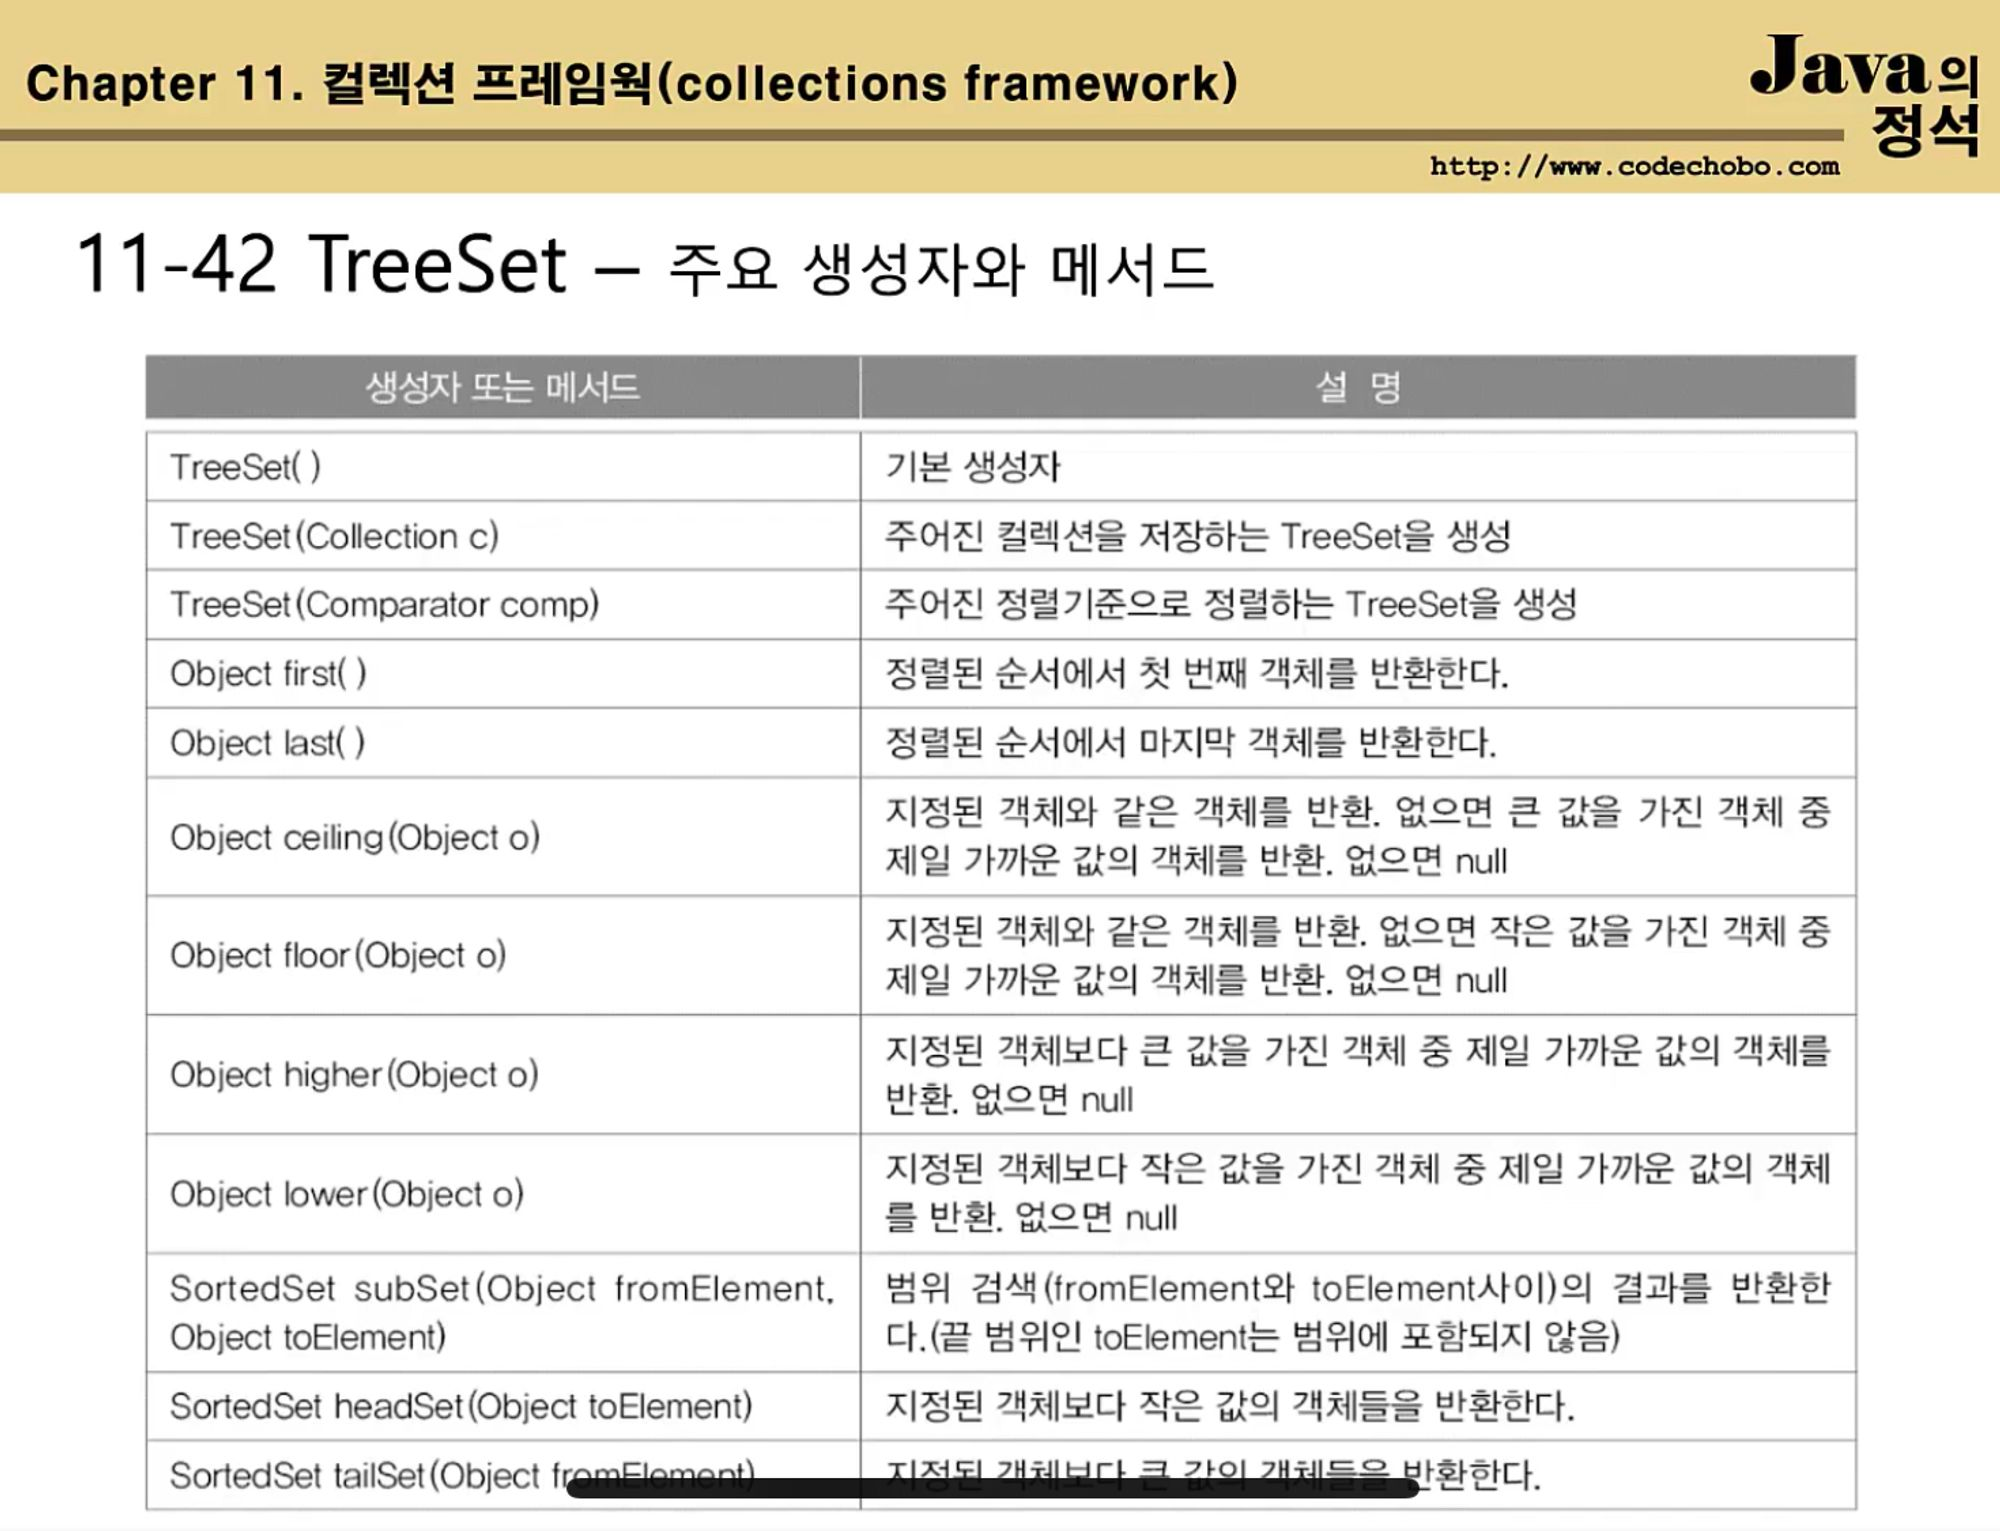 Chapter 11. 컬렉션 프레임웍(collections framework)
Java의
정석
http://www.codechobo.com
11-42 TreeSet – 주요 생성자와 메서드
생성자 또는 메서드
설 명
TreeSet( )
기본 생성자
TreeSet(Collection c)
주어진 컬렉션을 저장하는 TreeSet을 생성
TreeSet(Comparator comp)
주어진 정렬기준으로 정렬하는 TreeSet을 생성
Object first( )
정렬된 순서에서 첫 번째 객체를 반환한다.
Object last( )
정렬된 순서에서 마지막 객체를 반환한다.
Object ceiling(Object o)
지정된 객체와 같은 객체를 반환. 없으면 큰 값을 가진 객체 중
제일 가까운 값의 객체를 반환. 없으면 null
Object floor(Object o)
지정된 객체와 같은 객체를 반환. 없으면 작은 값을 가진 객체 중
제일 가까운 값의 객체를 반환. 없으면 null
Object higher(Object o)
지정된 객체보다 큰 값을 가진 객체 중 제일 가까운 값의 객체를
반환. 없으면 null
Object lower(Object o)
지정된 객체보다 작은 값을 가진 객체 중 제일 가까운 값의 객체
를 반환. 없으면 null
SortedSet subSet(Object fromElement,
Object toElement)
범위 검색(fromElement와 toElement사이)의 결과를 반환한
다.(끝 범위인 toElement는 범위에 포함되지 않음)
SortedSet headSet(Object toElement)
지정된 객체보다 작은 값의 객체들을 반환한다.
SortedSet tailSet(Object fromElement)
지정된 객체보다 큰 값의 객체들을 반환한다.